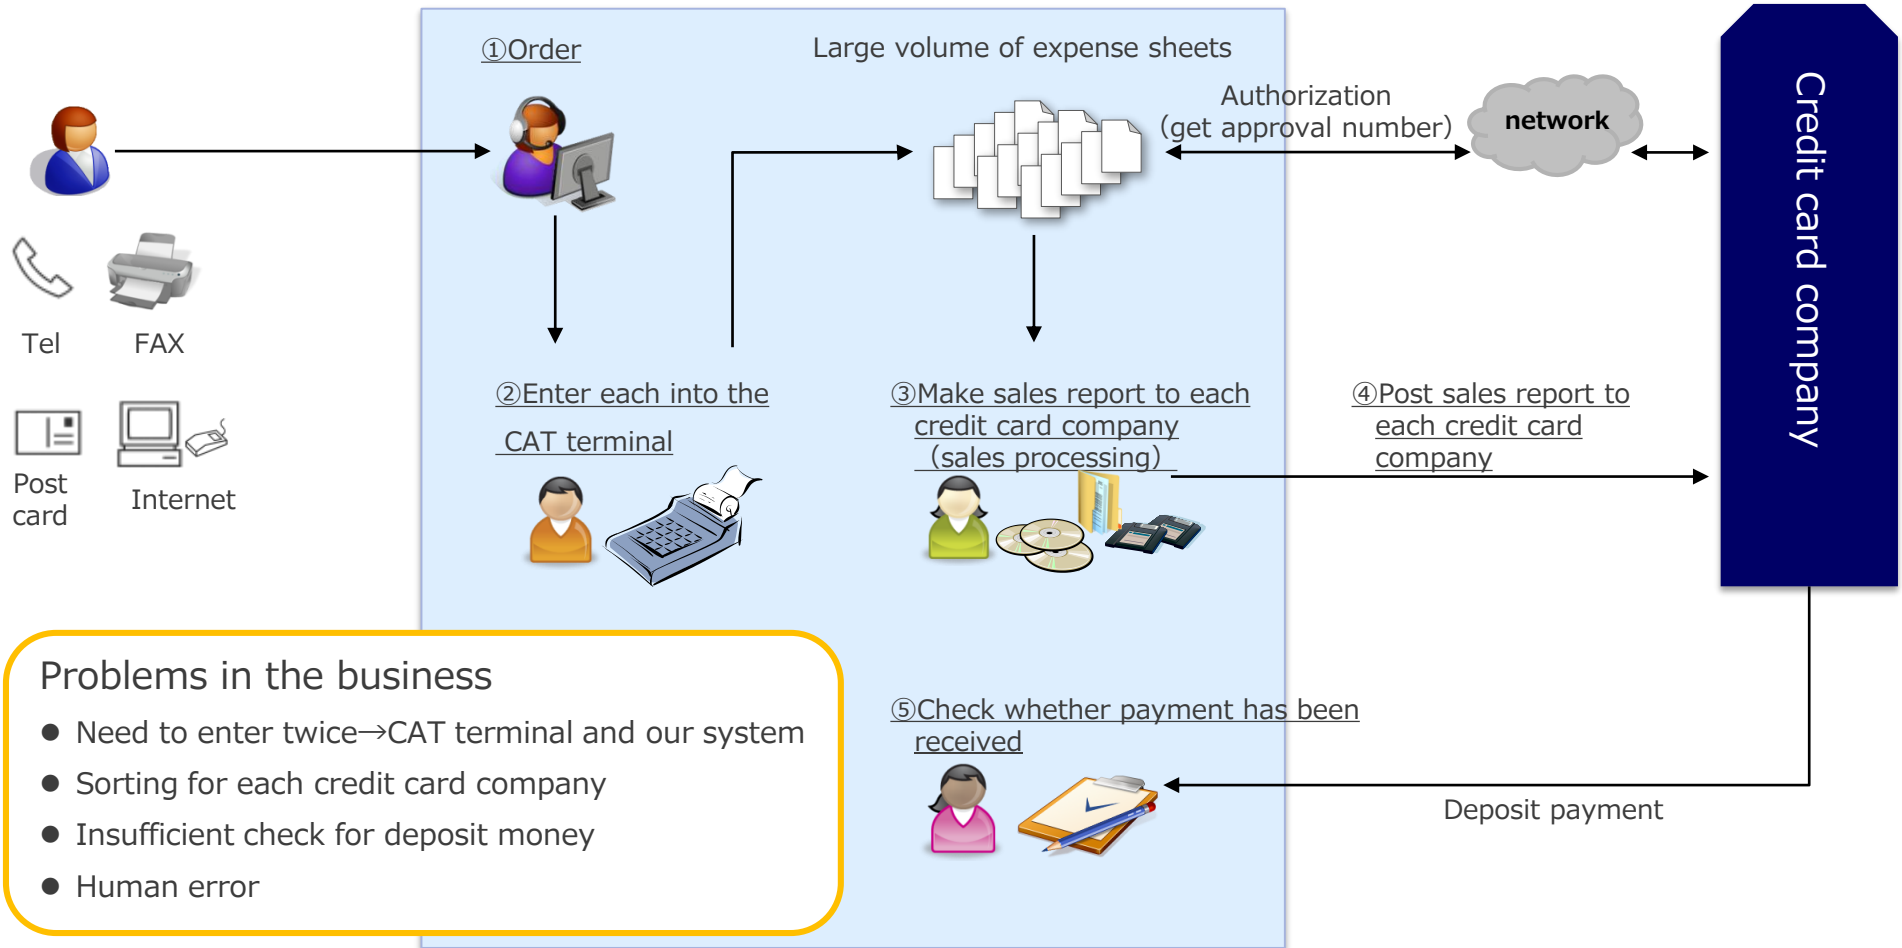 ①Order
Large volume of expense sheets
Authorization
（get approval number）
network
Credit card company
Tel
FAX
Post
card
Internet
②Enter each into the
CAT terminal
③Make sales report to each
credit card company
（sales processing）
④Post sales report to
each credit card
company
Problems in the business
● Need to enter twice→CAT terminal and our system
● Sorting for each credit card company
● Insufficient check for deposit money
● Human error
⑤Check whether payment has been
received
Deposit payment